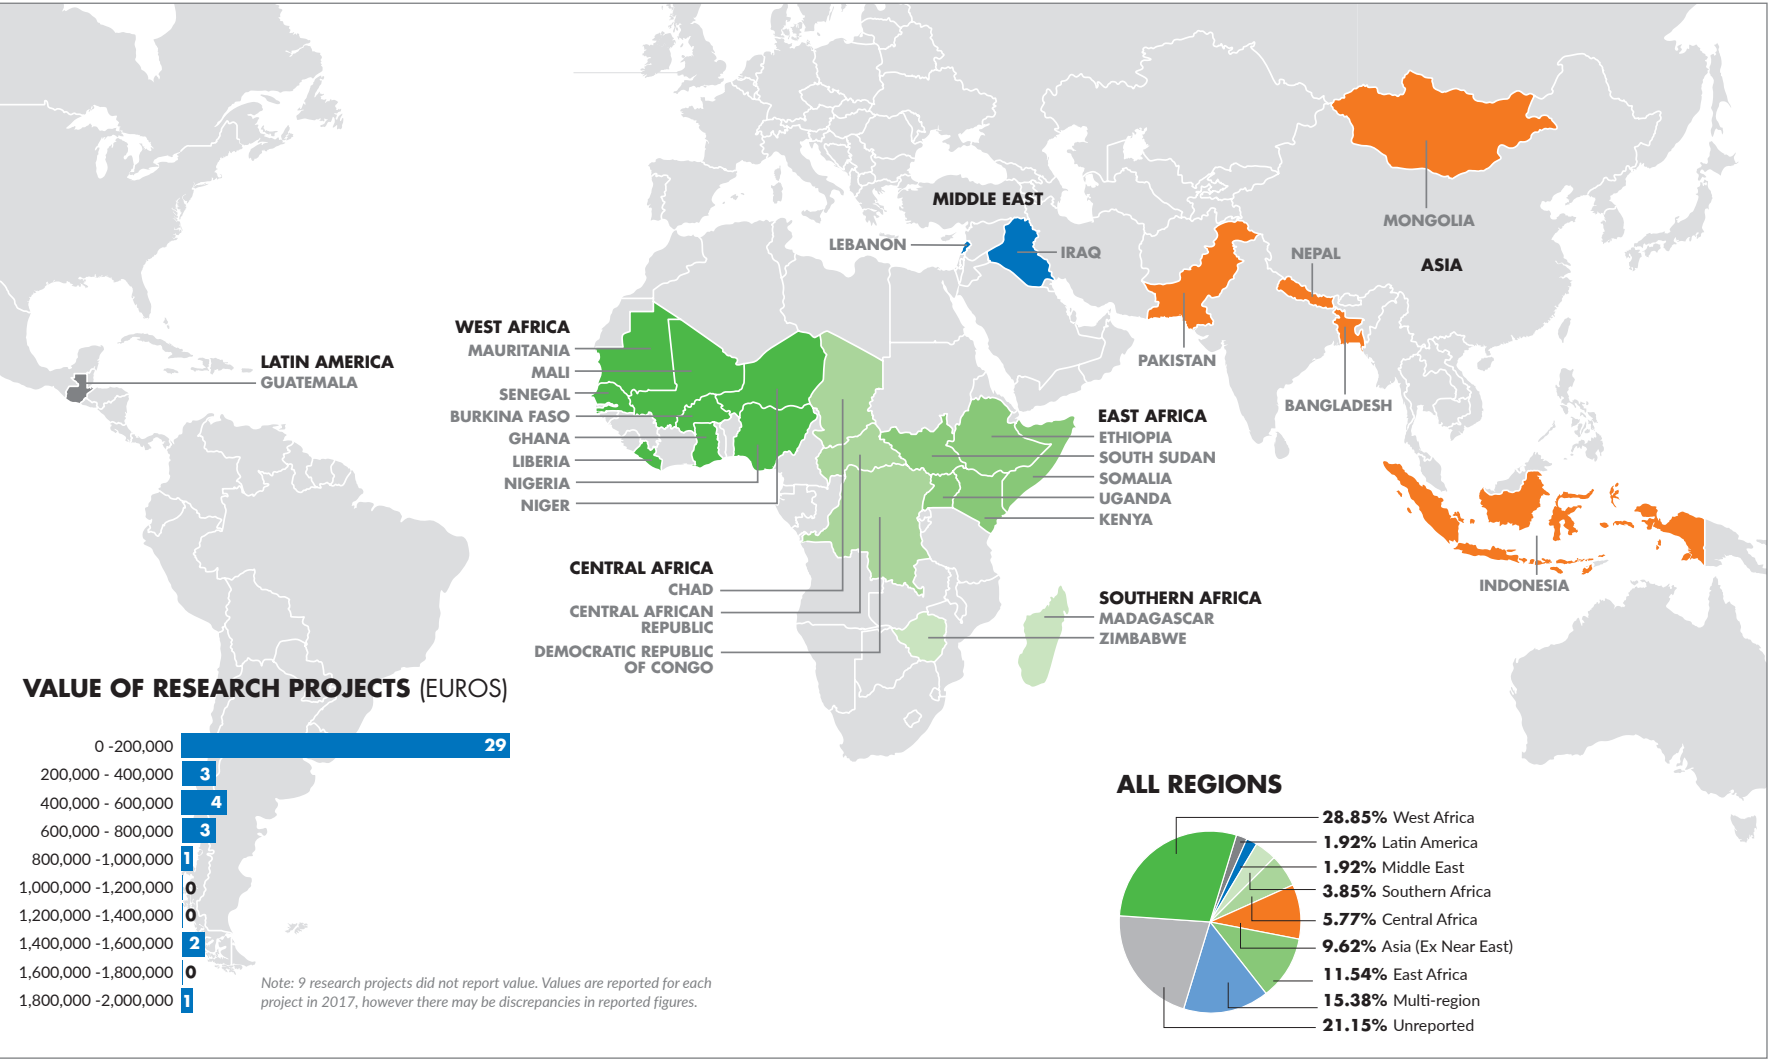 MIDDLE EAST
LEBANON
IRAQ
MONGOLIA
NEPAL
ASIA
PAKISTAN
BANGLADESH
INDONESIA
LATIN AMERICA
GUATEMALA
WEST AFRICA
MAURITANIA
MALI
SENEGAL
BURKINA FASO
GHANA
LIBERIA
NIGERIA
NIGER
EAST AFRICA
ETHIOPIA
SOUTH SUDAN
SOMALIA
UGANDA
KENYA
CENTRAL AFRICA
CHAD
CENTRAL AFRICAN
REPUBLIC
DEMOCRATIC REPUBLIC
OF CONGO
SOUTHERN AFRICA
MADAGASCAR
ZIMBABWE
VALUE OF RESEARCH PROJECTS (EUROS)
0 -200,000 29
200,000 - 400,000 3
400,000 - 600,000 4
600,000 - 800,000 3
800,000 -1,000,000 1
1,000,000 -1,200,000 0
1,200,000 -1,400,000 0
1,400,000 -1,600,000 2
1,600,000 -1,800,000 0
1,800,000 -2,000,000 1
Note: 9 research projects did not report value. Values are reported for each
project in 2017, however there may be discrepancies in reported figures.
ALL REGIONS
28.85% West Africa
1.92% Latin America
1.92% Middle East
3.85% Southern Africa
5.77% Central Africa
9.62% Asia (Ex Near East)
11.54% East Africa
15.38% Multi-region
21.15% Unreported